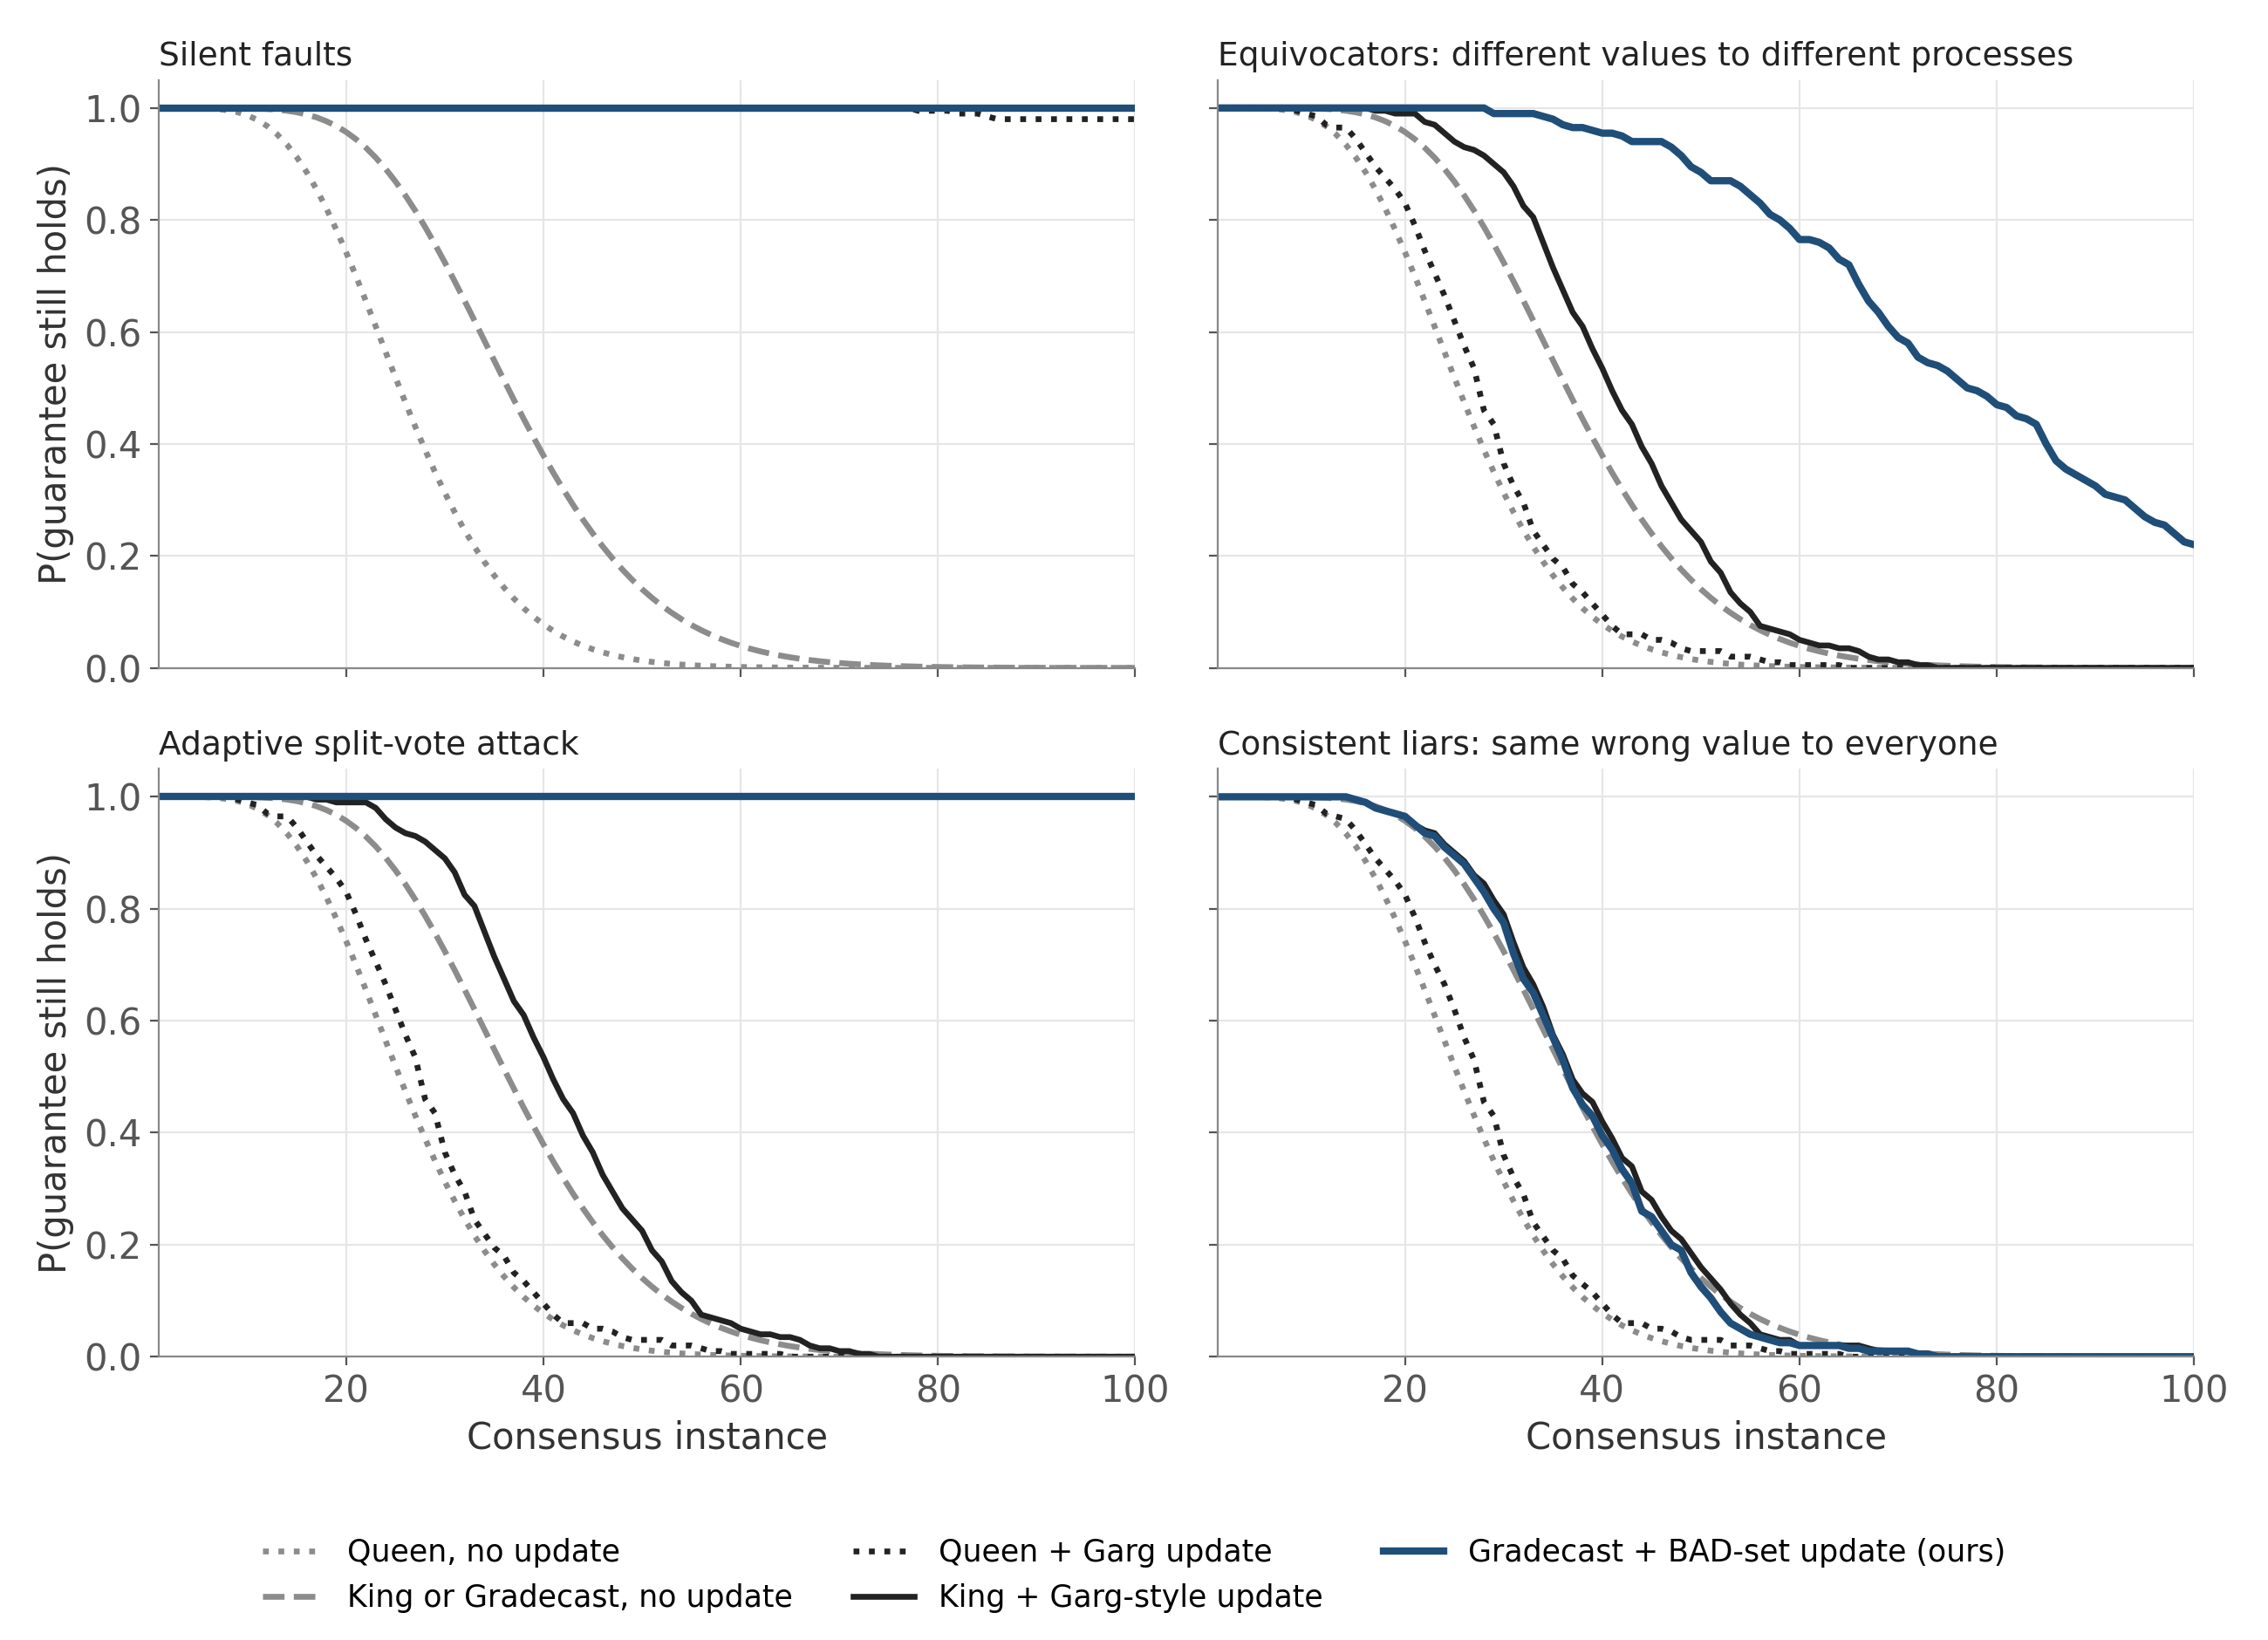 Silent faults
Equivocators: different values to different processes
P(guarantee still holds)
1.0
0.8
0.6
0.4
0.2
0.0
Adaptive split-vote attack
Consistent liars: same wrong value to everyone
P(guarantee still holds)
1.0
0.8
0.6
0.4
0.2
0.0
20 40 60 80 100
20 40 60 80 100
Consensus instance
Consensus instance
Queen, no update
King or Gradecast, no update
Queen + Garg update
King + Garg-style update
Gradecast + BAD-set update (ours)